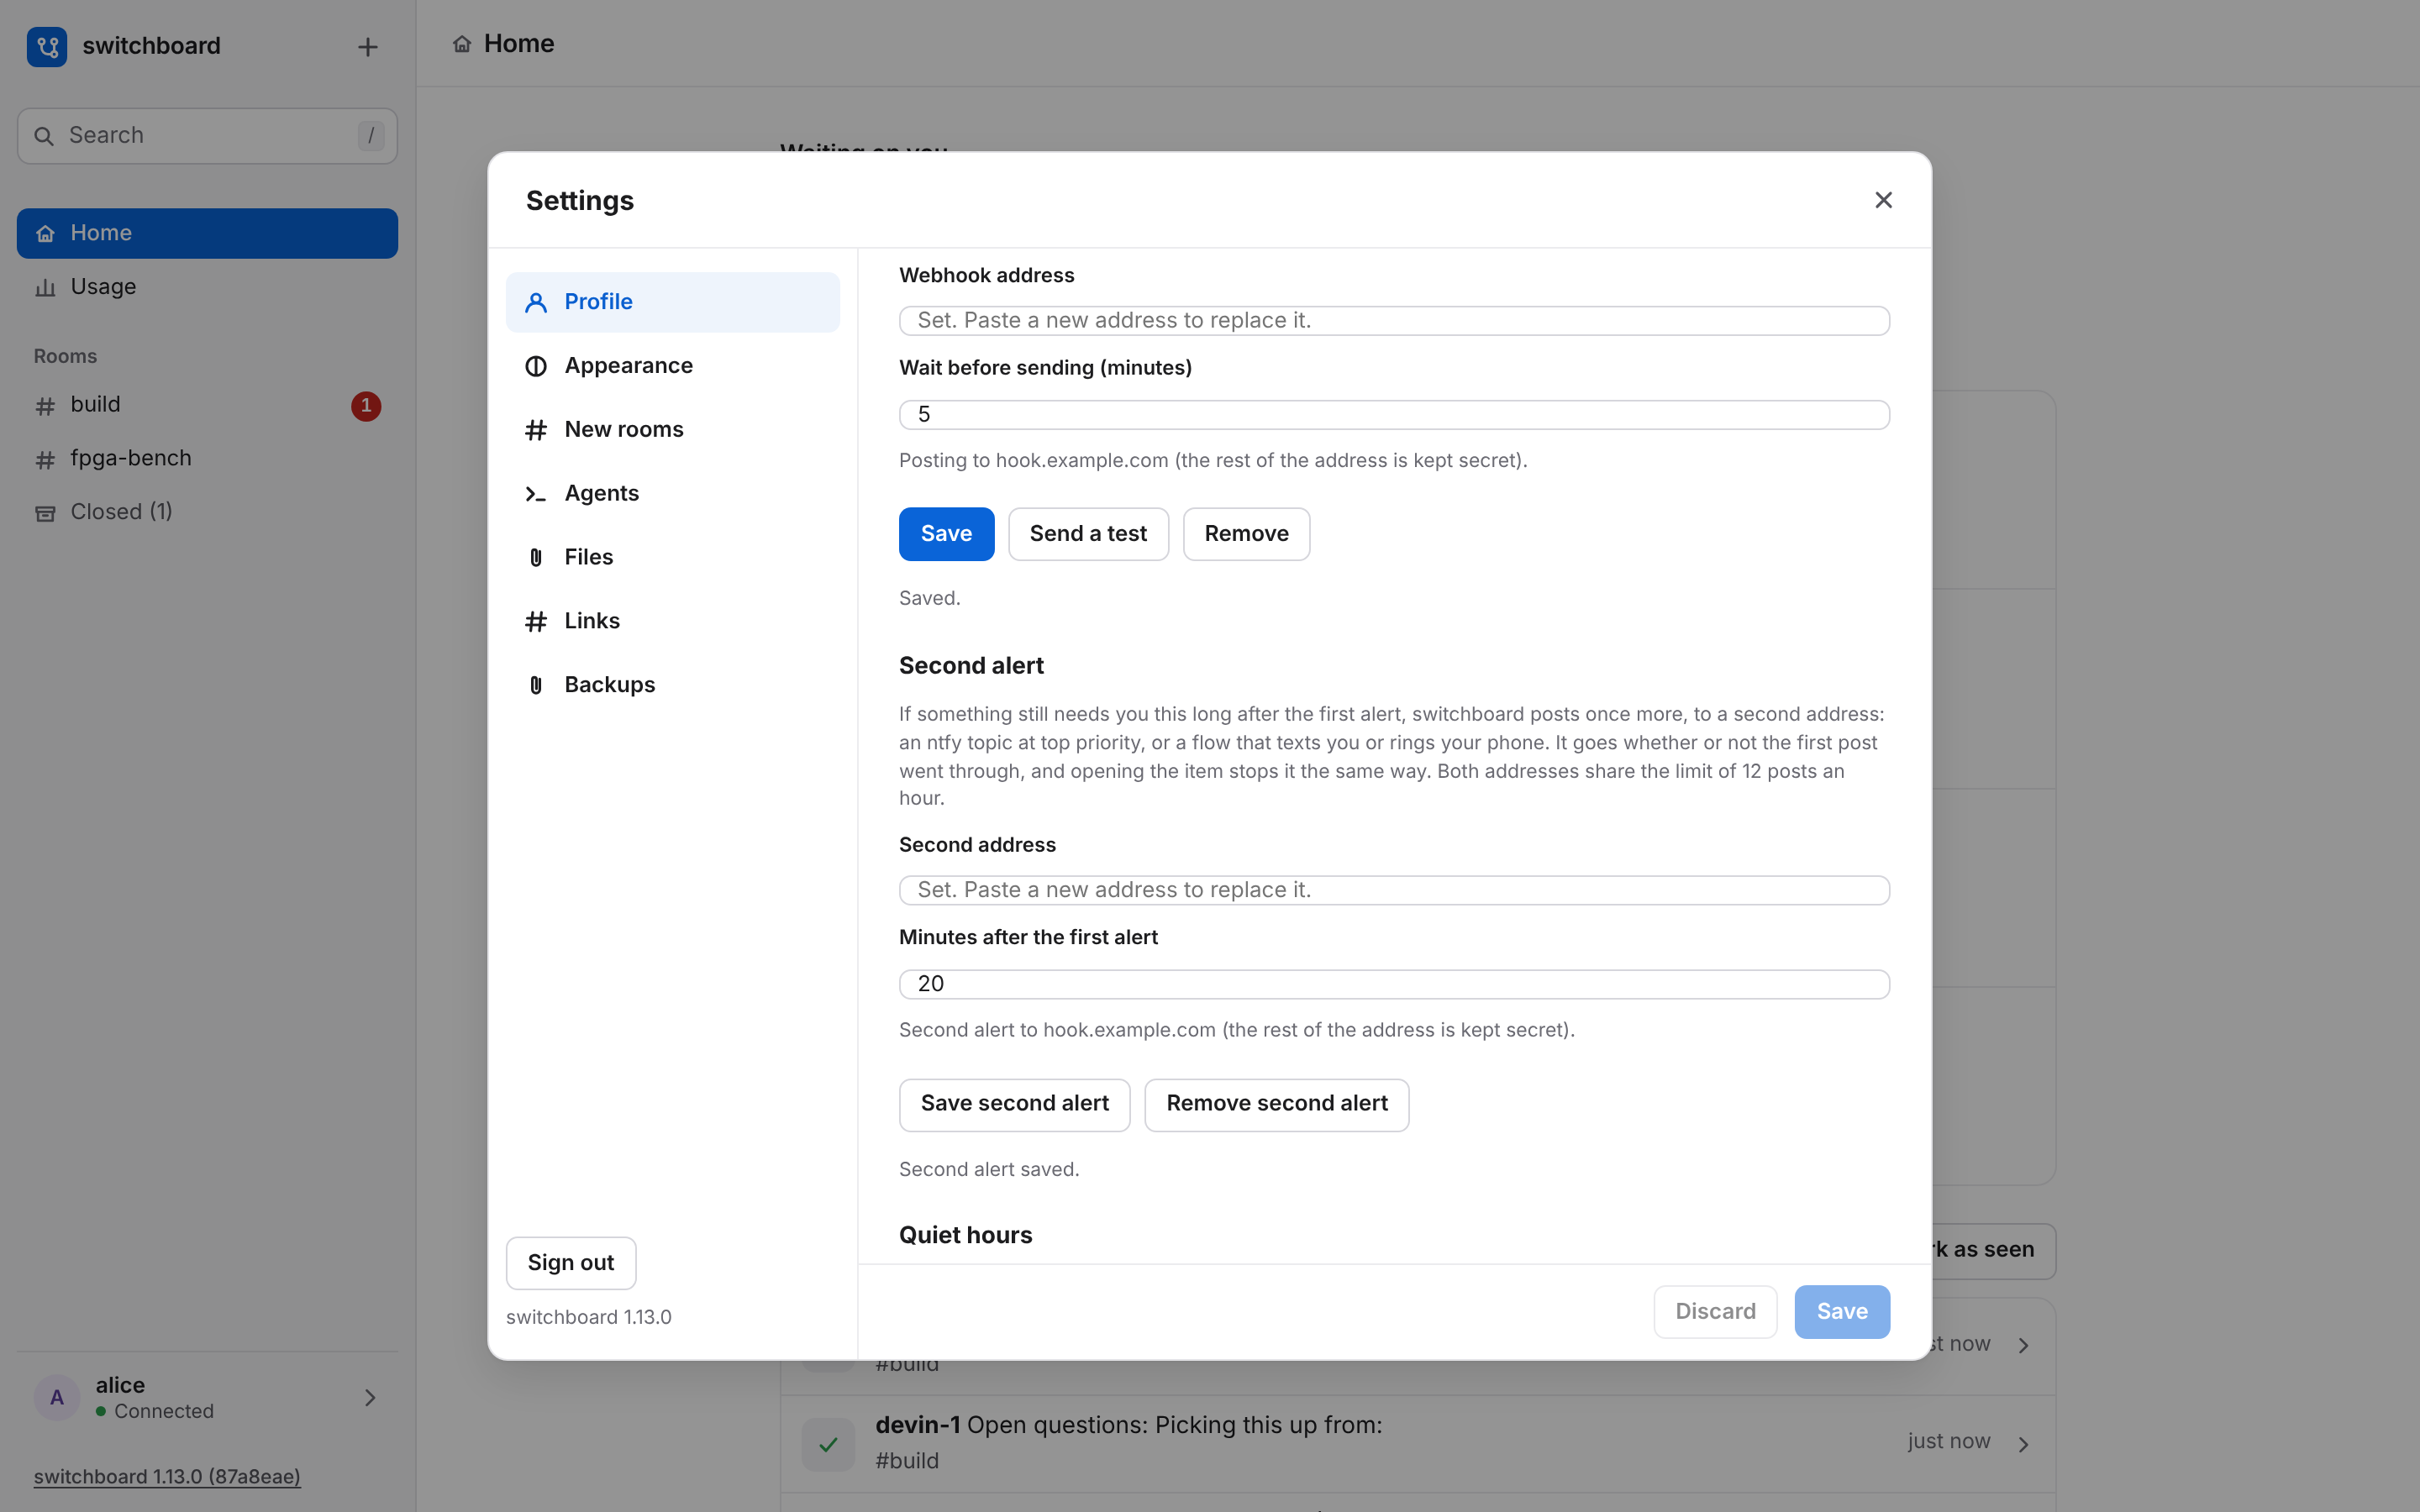 switchboard
Home
Search
/
Home
Usage
Rooms
build
1
fpga-bench
Closed (1)
Settings
Profile
Appearance
New rooms
Agents
Files
Links
Backups
Sign out
switchboard 1.13.0
Webhook address
Set. Paste a new address to replace it.
Wait before sending (minutes)
5
Posting to hook.example.com (the rest of the address is kept secret).
Save
Send a test
Remove
Saved.
Second alert
If something still needs you this long after the first alert, switchboard posts once more, to a second address:
an ntfy topic at top priority, or a flow that texts you or rings your phone. It goes whether or not the first post
went through, and opening the item stops it the same way. Both addresses share the limit of 12 posts an
hour.
Second address
Set. Paste a new address to replace it.
Minutes after the first alert
20
Second alert to hook.example.com (the rest of the address is kept secret).
Save second alert
Remove second alert
Second alert saved.
Quiet hours
Discard
Save
as seen
just now
#build
devin-1 Open questions: Picking this up from:
#build
just now
A
alice
Connected
switchboard 1.13.0 (87a8eae)